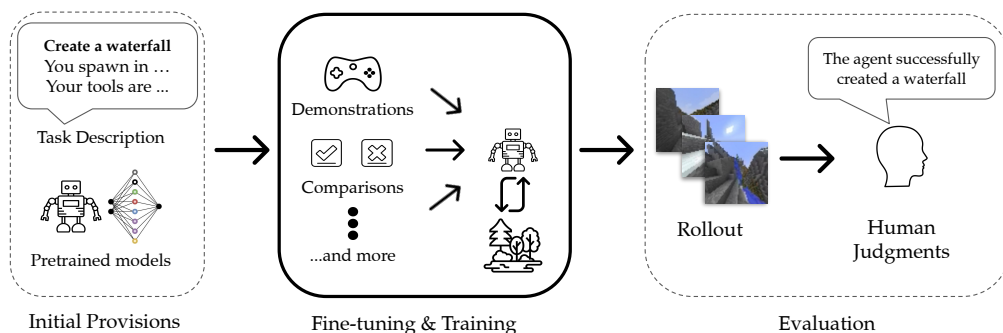 Create a waterfall
You spawn in ...
Your tools are ...
Task Description
Pretrained models
Initial Provisions
Demonstrations
Comparisons
...and more
Fine-tuning & Training
The agent successfully
created a waterfall
Rollout
Human
Judgments
Evaluation